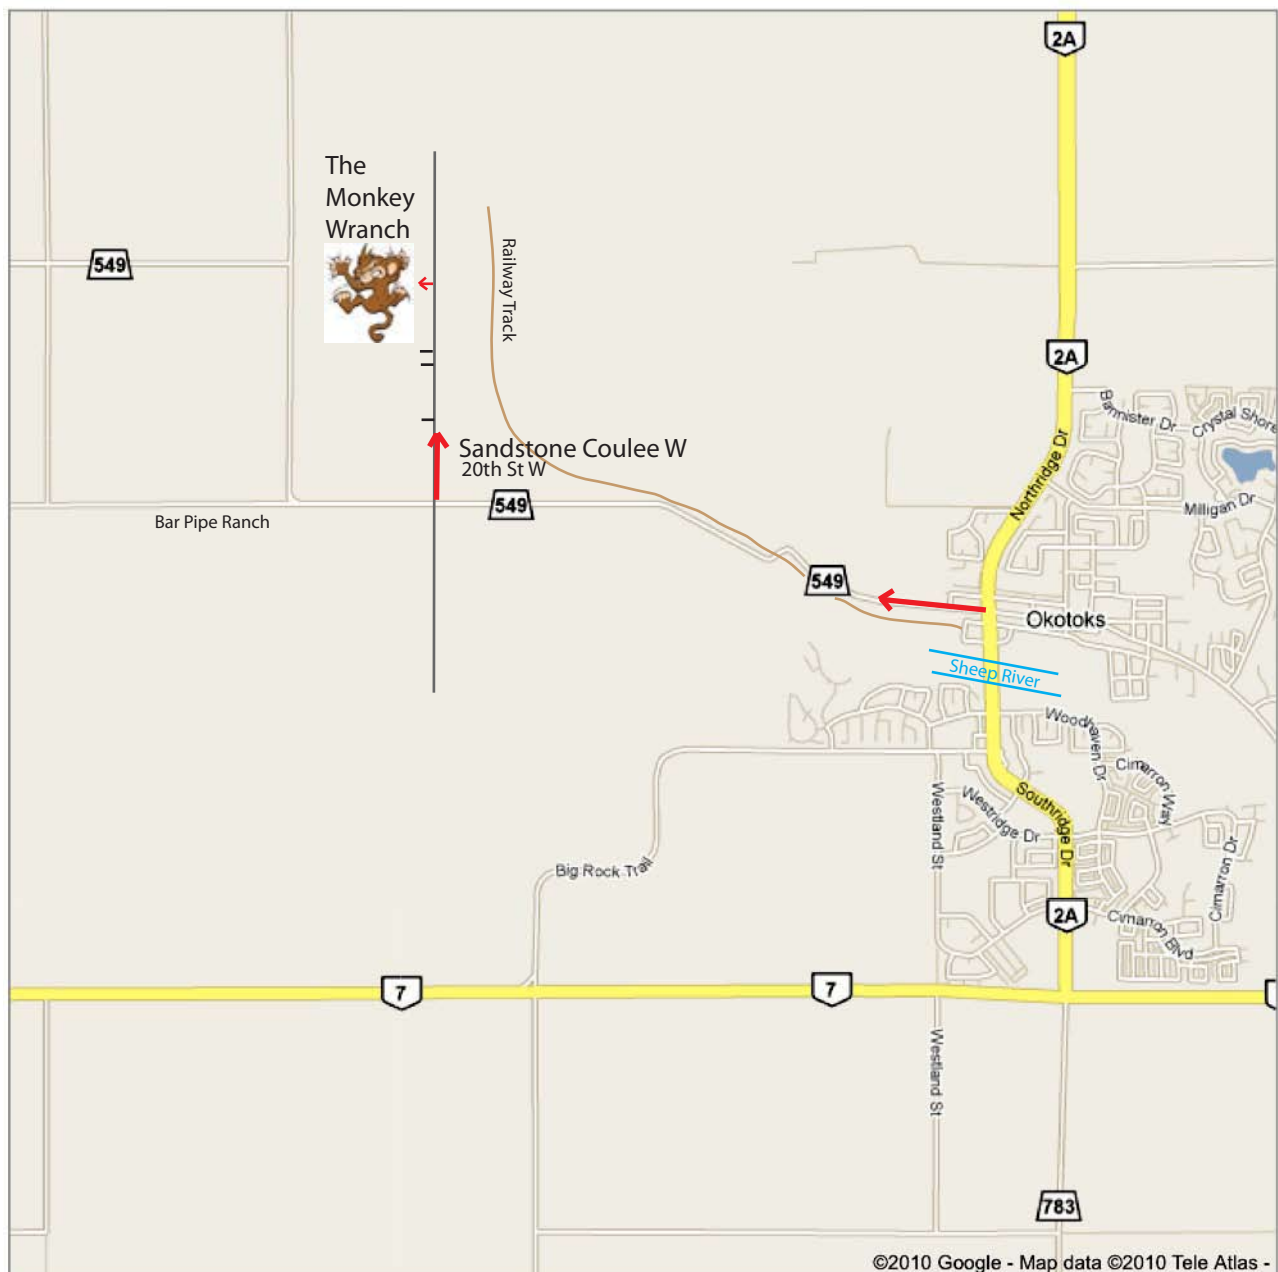 2A
The
Monkey
Wranch
549
Railway Track
2A
Bannister Dr
Crystal Shore
Northridge Dr
Sandstone Coulee W
20th St W
549
Milligan Dr
Bar Pipe Ranch
549
Okotoks
Sheep River
Woodhaven Dr
Cimarron Way
Westland St
Westridge Dr
Southridge Dr
Cimarron Dr
Big Rock Trail
2A
Cimarron Blvd
7
7
Westland St
783
©2010 Google - Map data ©2010 Tele Atlas -